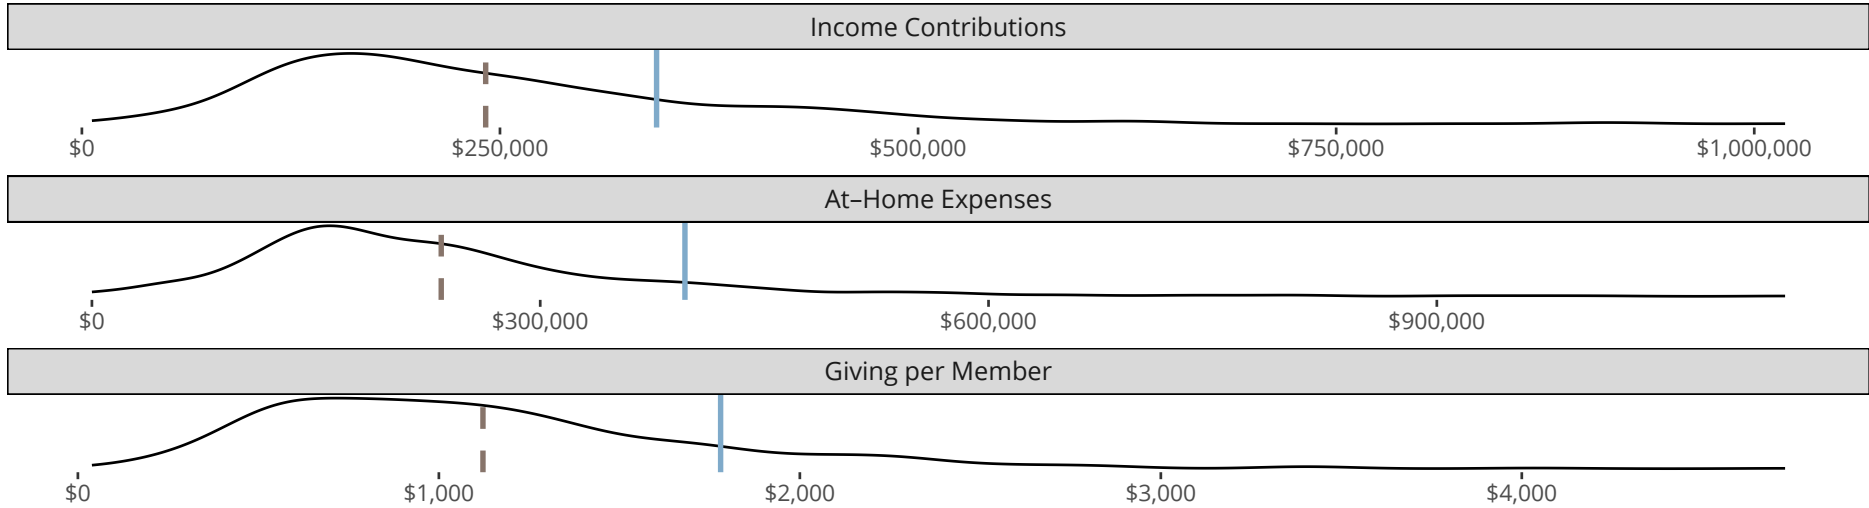 Income Contributions
$0 $250,000 $500,000 $750,000 $1,000,000
At–Home Expenses
$0 $300,000 $600,000 $900,000
Giving per Member
$0 $1,000 $2,000 $3,000 $4,000